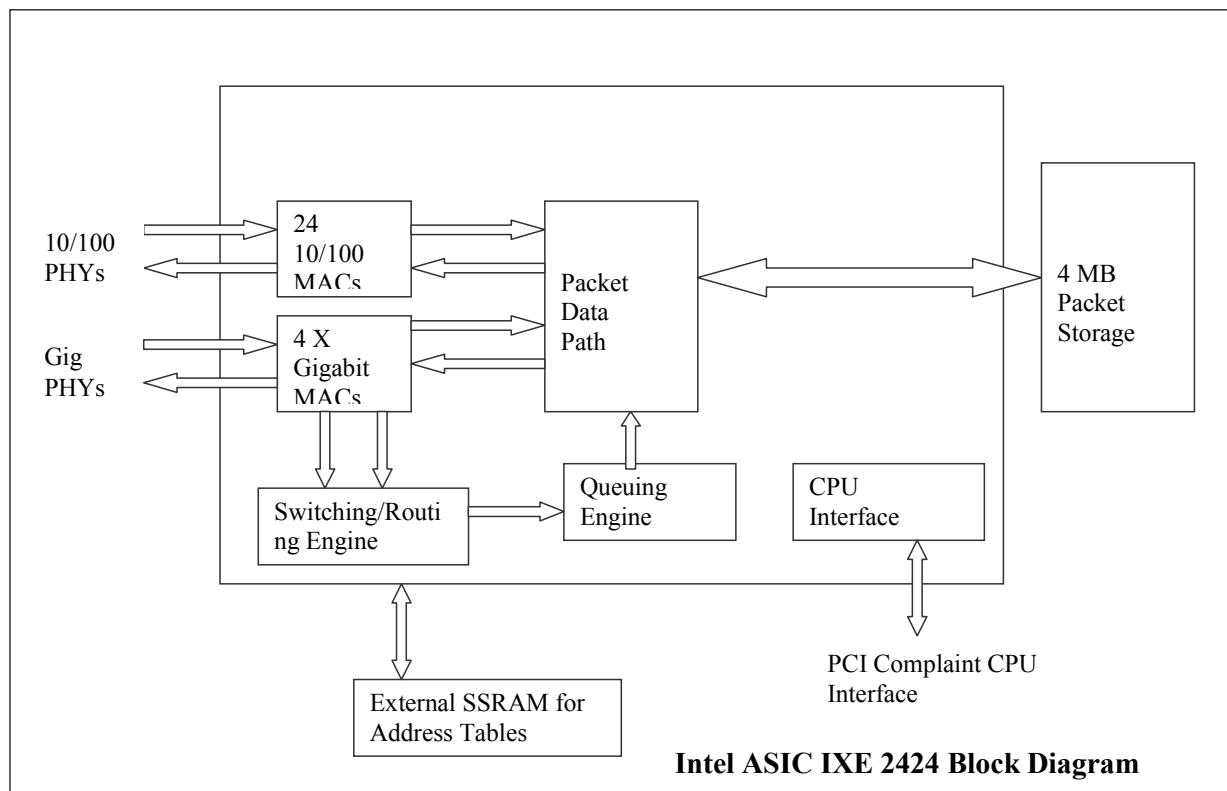 10/100
PHYs
Gig
PHYs
24
10/100
MACs
4 X
Gigabit
MACs
Packet
Data
Path
4 MB
Packet
Storage
Switching/Routi
ng Engine
Queuing
Engine
CPU
Interface
External SSRAM for
Address Tables
PCI Complaint CPU
Interface
Intel ASIC IXE 2424 Block Diagram